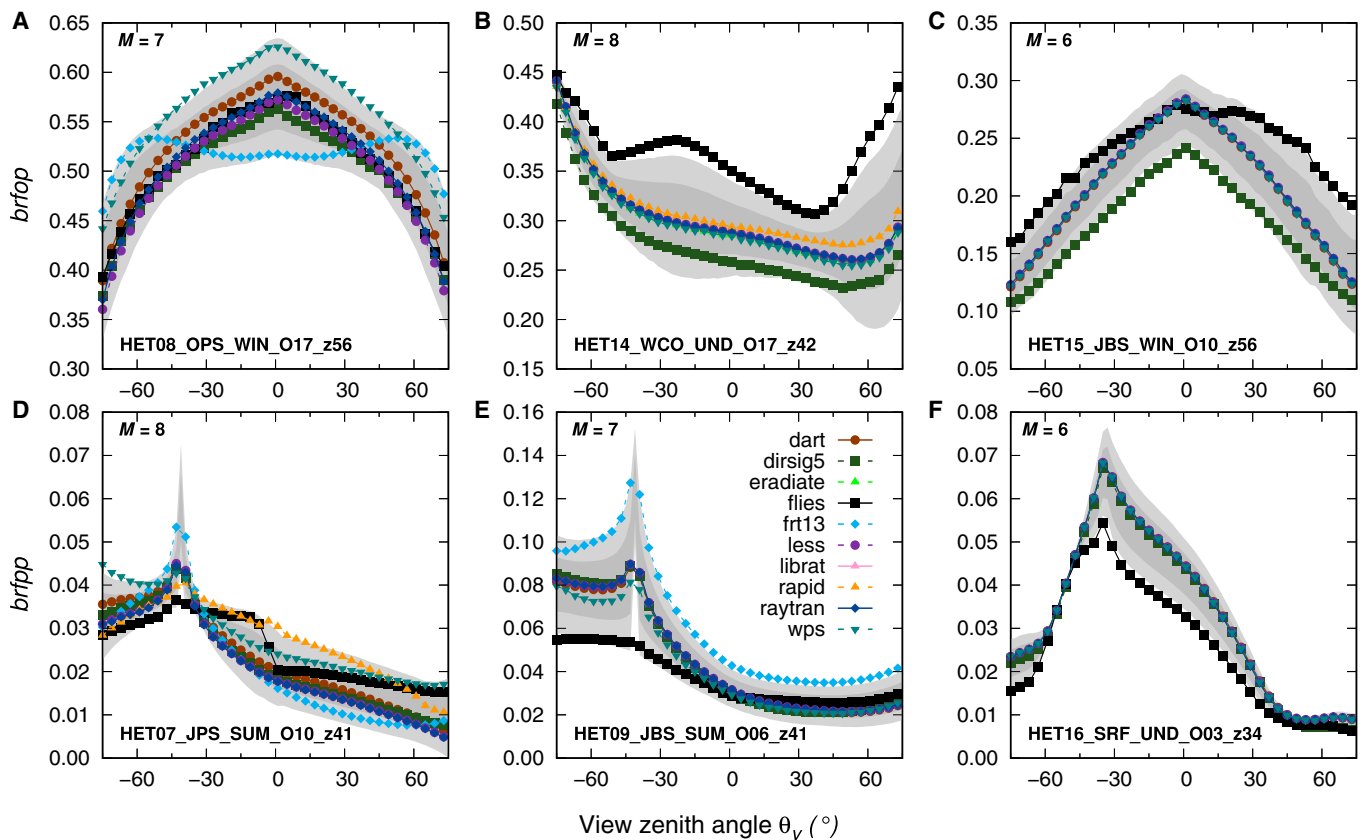 A
M = 7
0.65
0.60
0.55
0.50
0.45
0.40
0.35
0.30
brfop
HET08_OPS_WIN_O17_z56
−60 −30 0 30 60
B
M = 8
0.50
0.45
0.40
0.35
0.30
0.25
0.20
0.15
HET14_WCO_UND_O17_z42
−60 −30 0 30 60
C
M = 6
0.40
0.35
0.30
0.25
0.20
0.15
0.10
0.05
HET15_JBS_WIN_O10_z56
−60 −30 0 30 60
D
M = 8
0.08
0.07
0.06
0.05
0.04
0.03
0.02
0.01
0.00
brfpp
HET07_JPS_SUM_O10_z41
−60 −30 0 30 60
E
M = 7
0.16
0.14
0.12
0.10
0.08
0.06
0.04
0.02
0.00
dart
dirsig5
eradiate
flies
frt13
less
librat
rapid
raytran
wps
HET09_JBS_SUM_O06_z41
−60 −30 0 30 60
F
M = 6
0.08
0.07
0.06
0.05
0.04
0.03
0.02
0.01
0.00
HET16_SRF_UND_O03_z34
−60 −30 0 30 60
View zenith angle θv (°)